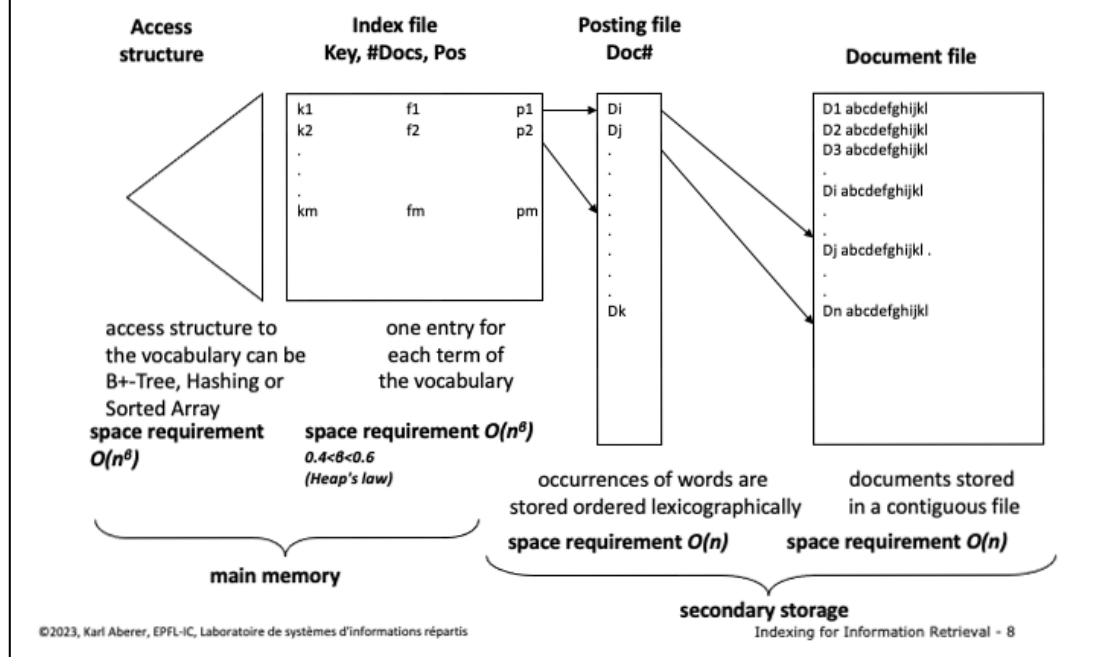 Access
structure
Index file
Key, #Docs, Pos
Posting file
Doc#
Document file
k1 f1 p1
k2 f2 p2
.
.
.
km fm pm
Di
Dj
.
.
.
.
.
.
.
.
Dk
D1 abcdefghijkl
D2 abcdefghijkl
D3 abcdefghijkl
.
Di abcdefghijkl
.
.
Dj abcdefghijkl .
.
.
Dn abcdefghijkl
access structure to
the vocabulary can be
B+-Tree, Hashing or
Sorted Array
space requirement
O(nᵝ)
one entry for
each term of
the vocabulary
space requirement O(nᵝ)
0.4<β<0.6
(Heap's law)
occurrences of words are
stored ordered lexicographically
space requirement O(n)
documents stored
in a contiguous file
space requirement O(n)
main memory
secondary storage
©2023, Karl Aberer, EPFL-IC, Laboratoire de systèmes d'informations répartis
Indexing for Information Retrieval - 8